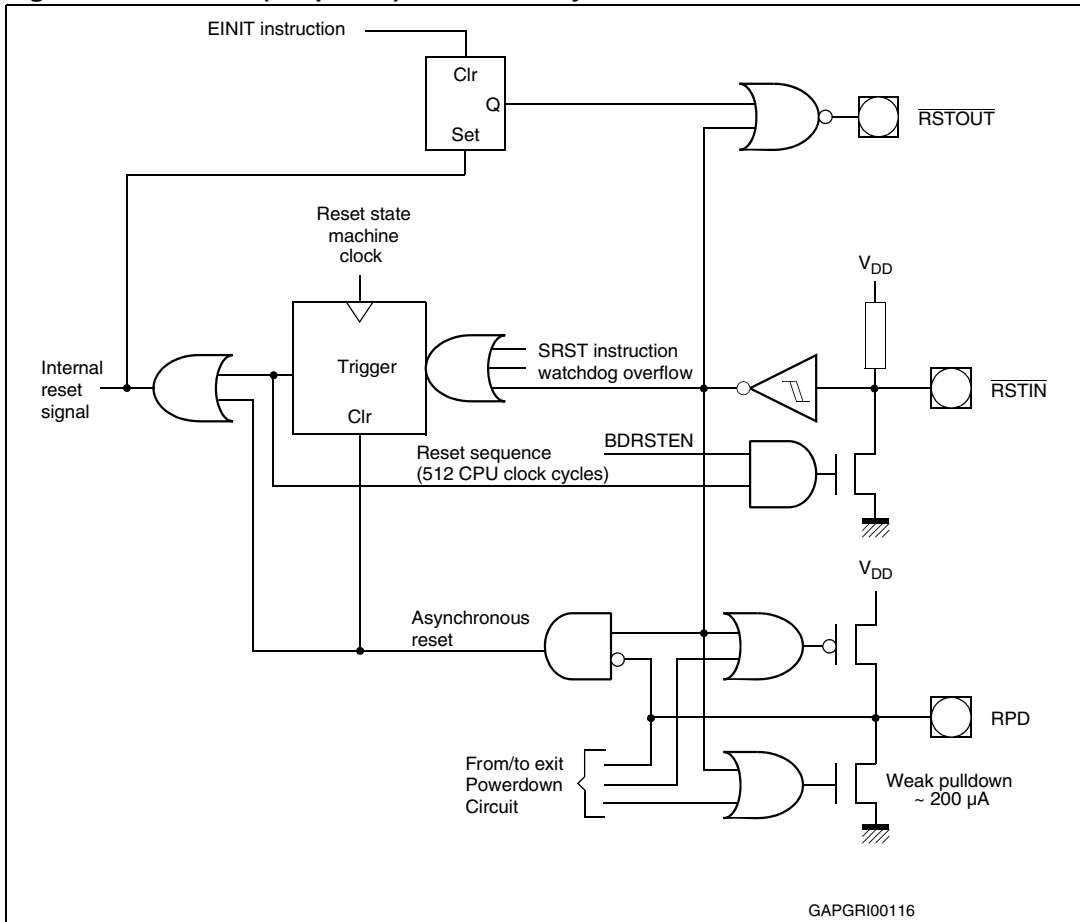 EINIT instruction
Clr
Q
Set
RSTOUT
Reset state
machine
clock
VDD
Internal
reset
signal
Trigger
Clr
SRST instruction
watchdog overflow
RSTIN
BDRSTEN
Reset sequence
(512 CPU clock cycles)
VDD
Asynchronous
reset
RPD
From/to exit
Powerdown
Circuit
Weak pulldown
~ 200 µA
GAPGRI00116